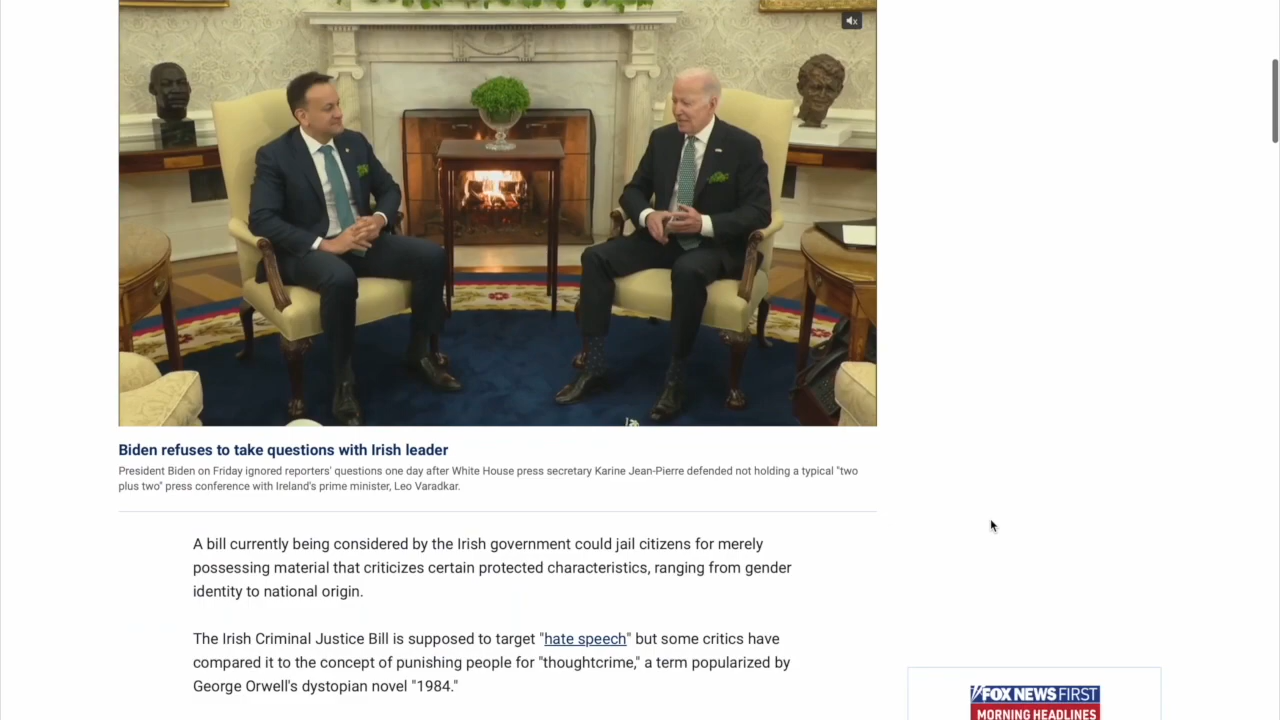 Biden refuses to take questions with Irish leader
President Biden on Friday ignored reporters' questions one day after White House press secretary Karine Jean-Pierre defended not holding a typical "two
plus two" press conference with Ireland's prime minister, Leo Varadkar.
A bill currently being considered by the Irish government could jail citizens for merely
possessing material that criticizes certain protected characteristics, ranging from gender
identity to national origin.
The Irish Criminal Justice Bill is supposed to target "hate speech" but some critics have
compared it to the concept of punishing people for "thoughtcrime," a term popularized by
George Orwell's dystopian novel "1984."
FOX NEWS FIRST
MORNING HEADLINES